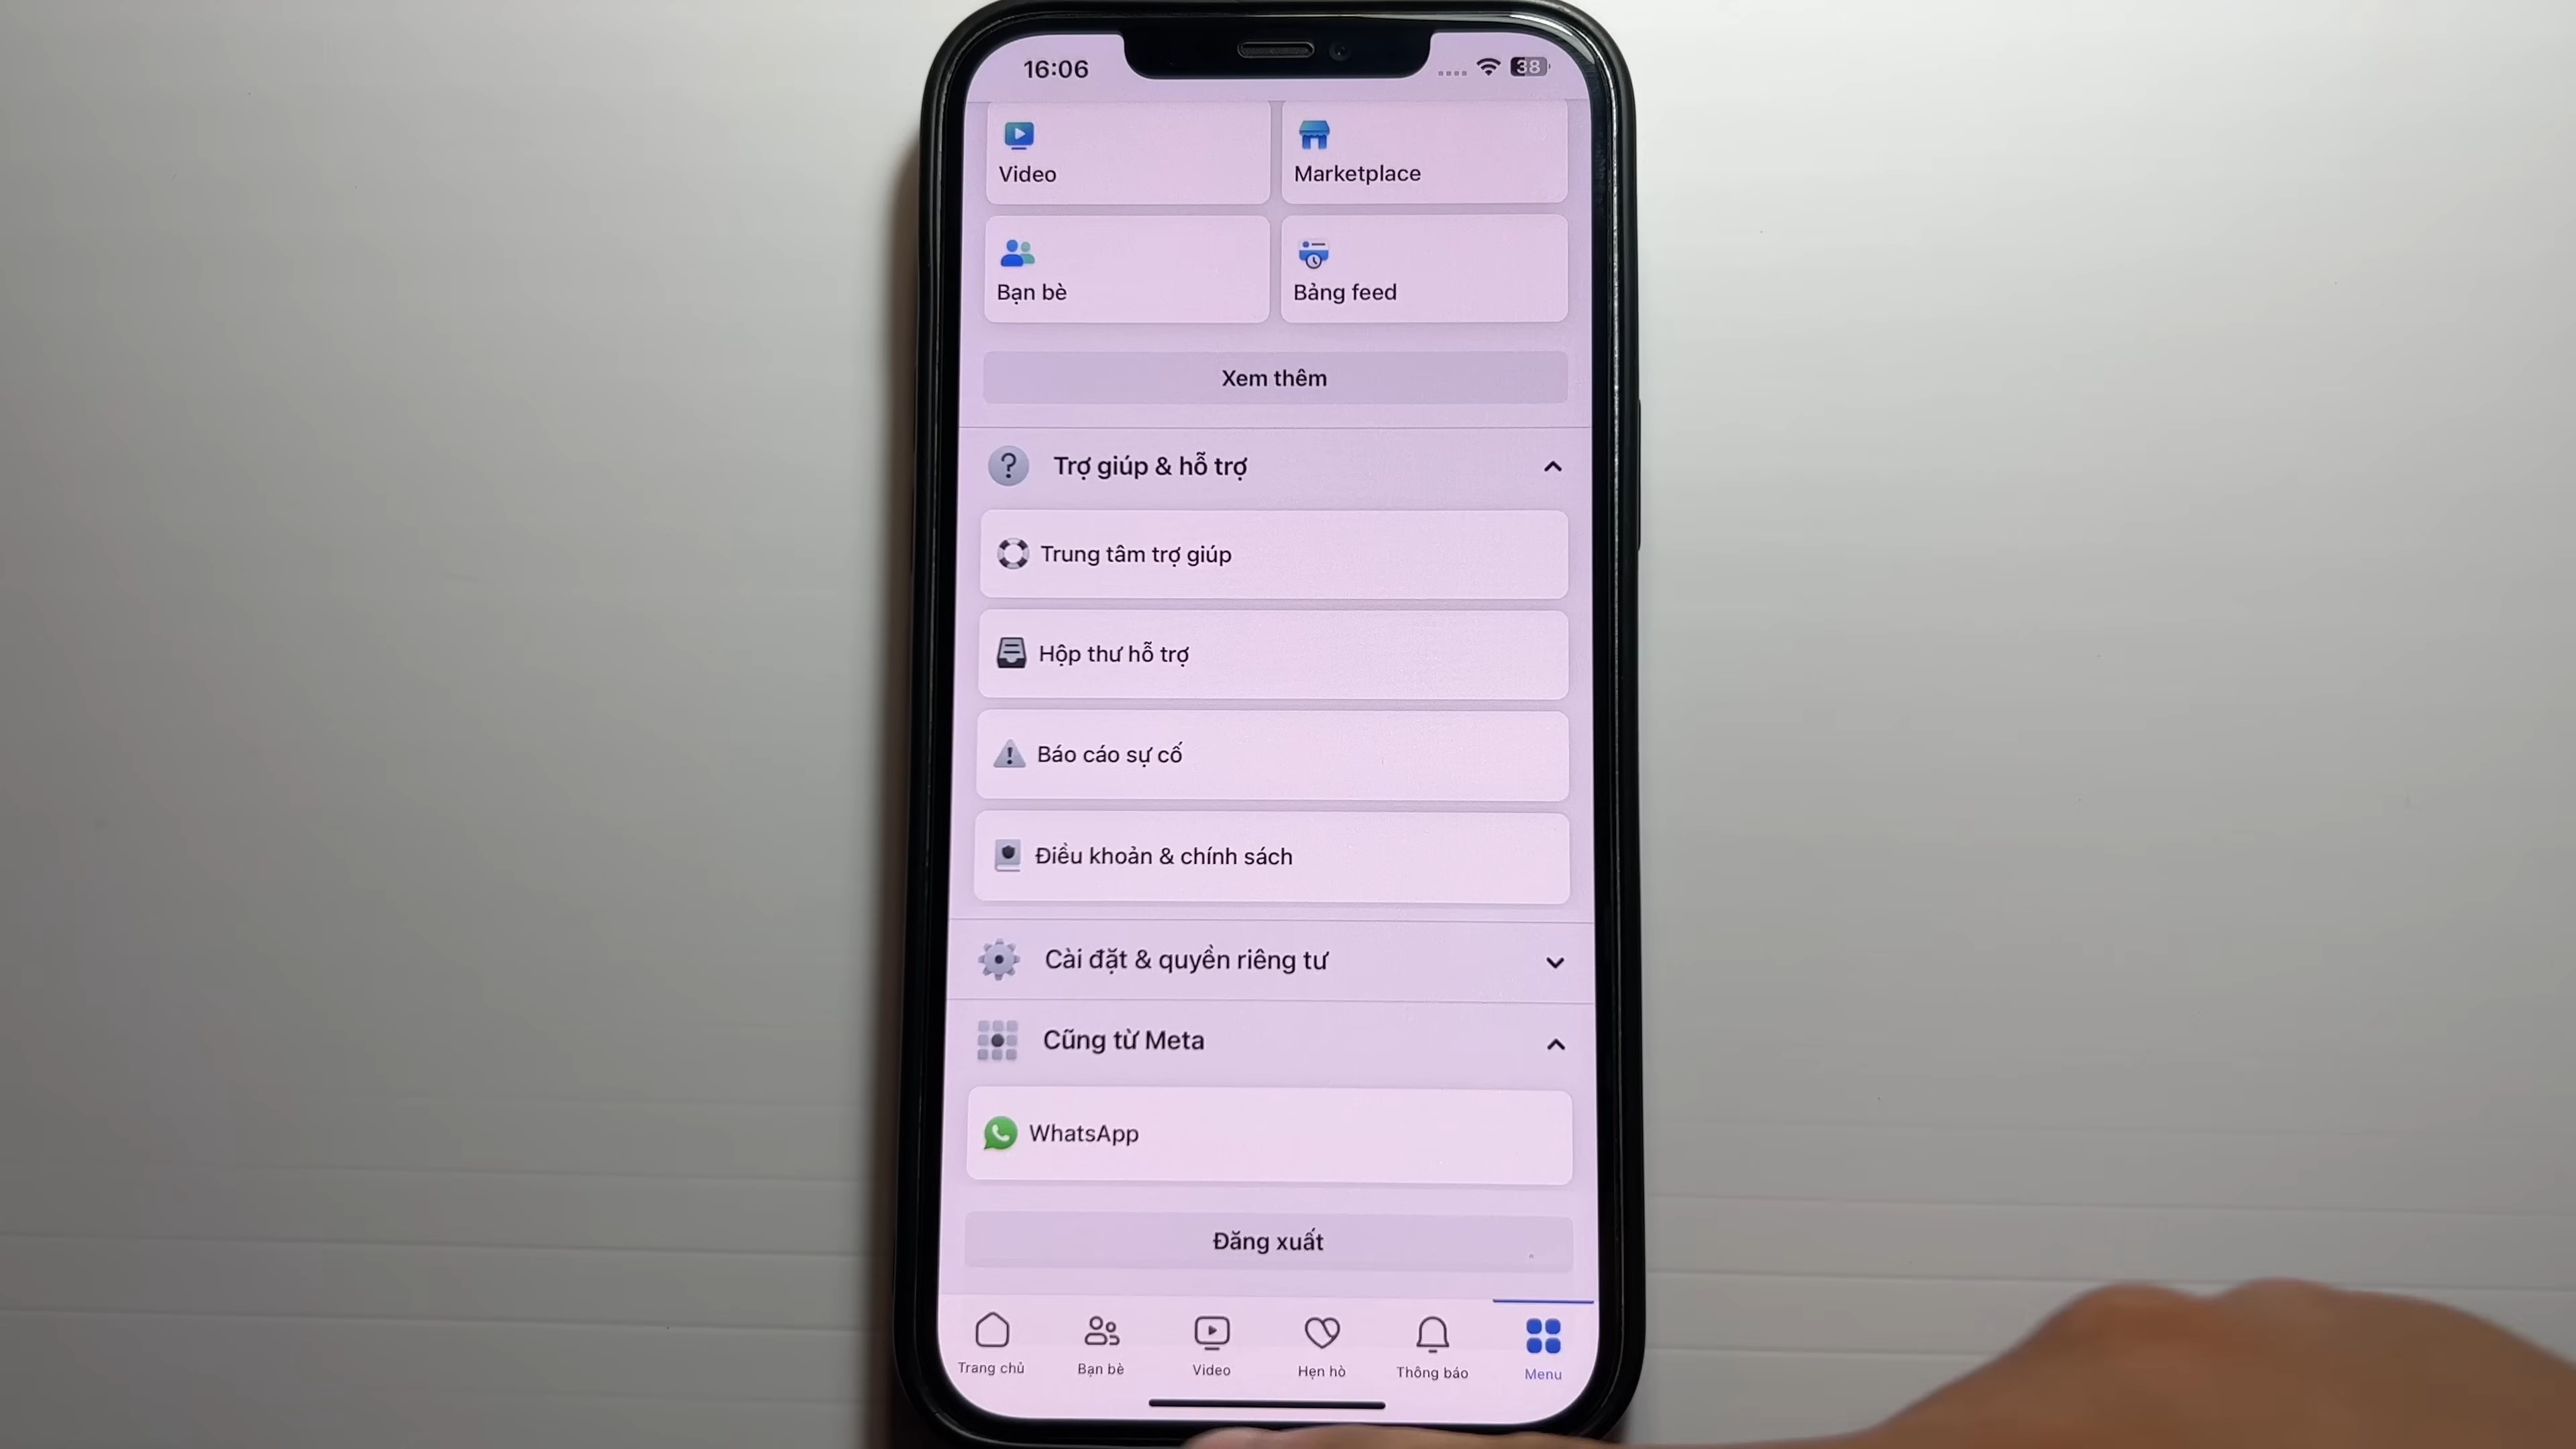 16:06
38
Video
Marketplace
Bạn bè
Bảng feed
Xem thêm
Trợ giúp & hỗ trợ
Trung tâm trợ giúp
Hộp thư hỗ trợ
Báo cáo sự cố
Điều khoản & chính sách
Cài đặt & quyền riêng tư
Cũng từ Meta
WhatsApp
Đăng xuất
Trang chủ
Bạn bè
Video
Hẹn hò
Thông báo
Menu